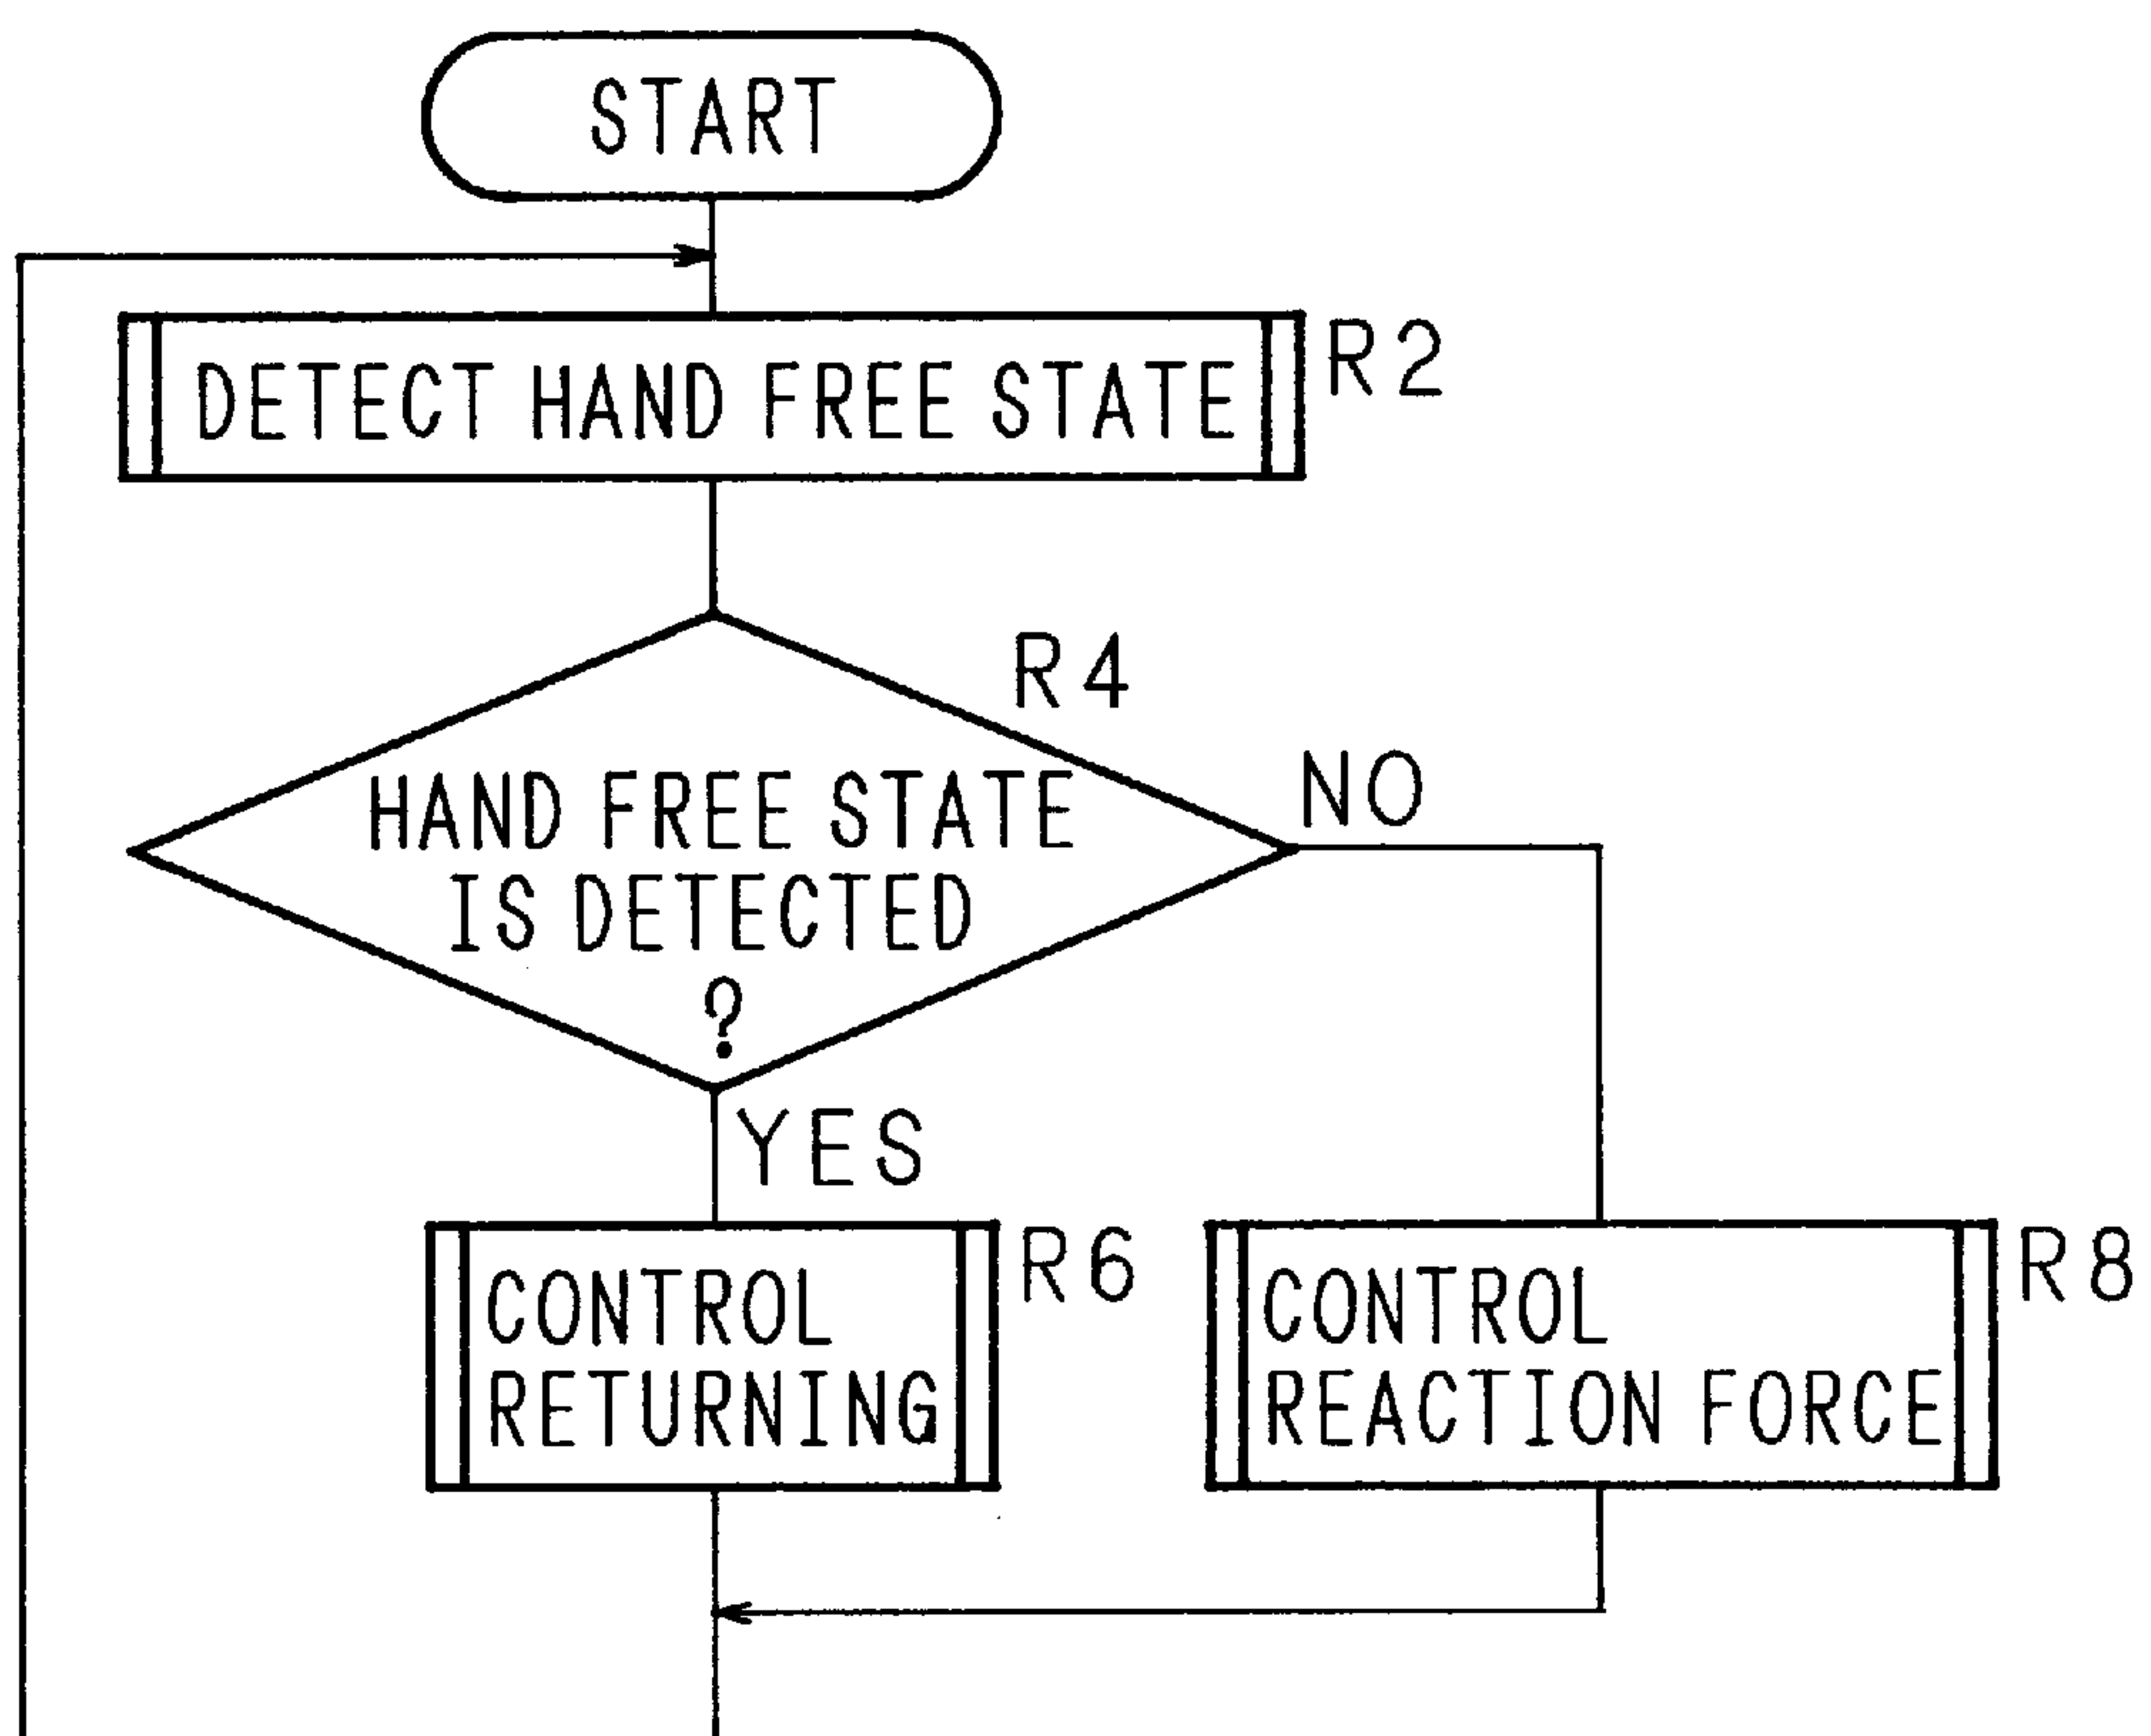 START
DETECT HAND FREE STATE
R2
R4
HAND FREE STATE
IS DETECTED
?
NO
YES
CONTROL
RETURNING
R6
CONTROL
REACTION FORCE
R8